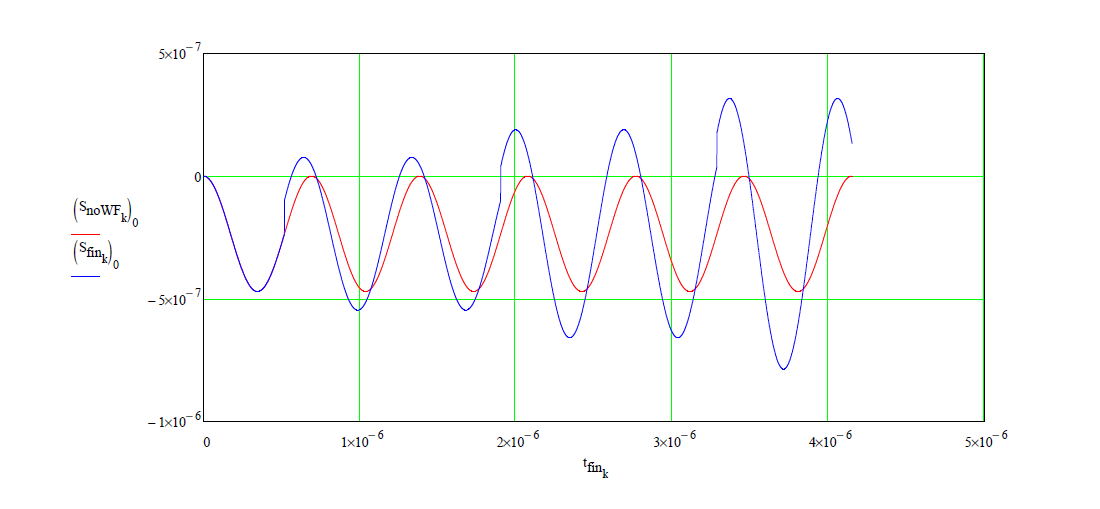 5×10⁻⁷
0
−5×10⁻⁷
−1×10⁻⁶
(S_noWF_k)_0
(S_fin_k)_0
0 1×10⁻⁶ 2×10⁻⁶ 3×10⁻⁶ 4×10⁻⁶ 5×10⁻⁶
t_fin_k